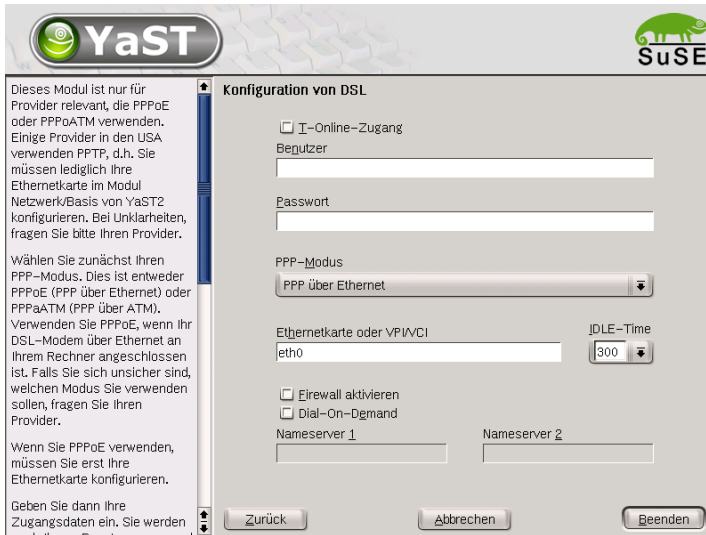 YaST
SuSE
Dieses Modul ist nur für
Provider relevant, die PPPoE
oder PPPoATM verwenden.
Einige Provider in den USA
verwenden PPTP, d.h. Sie
müssen lediglich Ihre
Ethernetkarte im Modul
Netzwerk/Basis von YaST2
konfigurieren. Bei Unklarheiten,
fragen Sie bitte Ihren Provider.
Wählen Sie zunächst Ihren
PPP-Modus. Dies ist entweder
PPPoE (PPP über Ethernet) oder
PPPaATM (PPP über ATM).
Verwenden Sie PPPoE, wenn Ihr
DSL-Modem über Ethernet an
Ihrem Rechner angeschlossen
ist. Falls Sie sich unsicher sind,
welchen Modus Sie verwenden
sollen, fragen Sie Ihren
Provider.
Wenn Sie PPPoE verwenden,
müssen Sie erst Ihre
Ethernetkarte konfigurieren.
Geben Sie dann Ihre
Zugangsdaten ein. Sie werden
Konfiguration von DSL
T-Online-Zugang
Benutzer
Passwort
PPP-Modus
PPP über Ethernet
Ethernetkarte oder VPI/VCI
IDLE-Time
eth0
300
Firewall aktivieren
Dial-On-Demand
Nameserver 1
Nameserver 2
Zurück
Abbrechen
Beenden